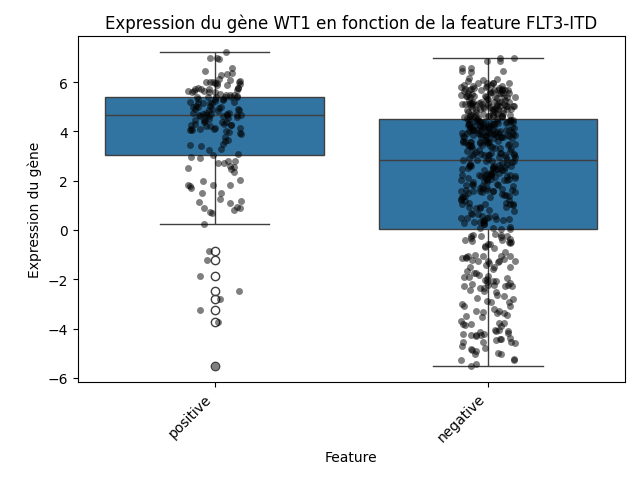 Expression du gène WT1 en fonction de la feature FLT3-ITD
Expression du gène
6
4
2
0
−2
−4
−6
positive
negative
Feature